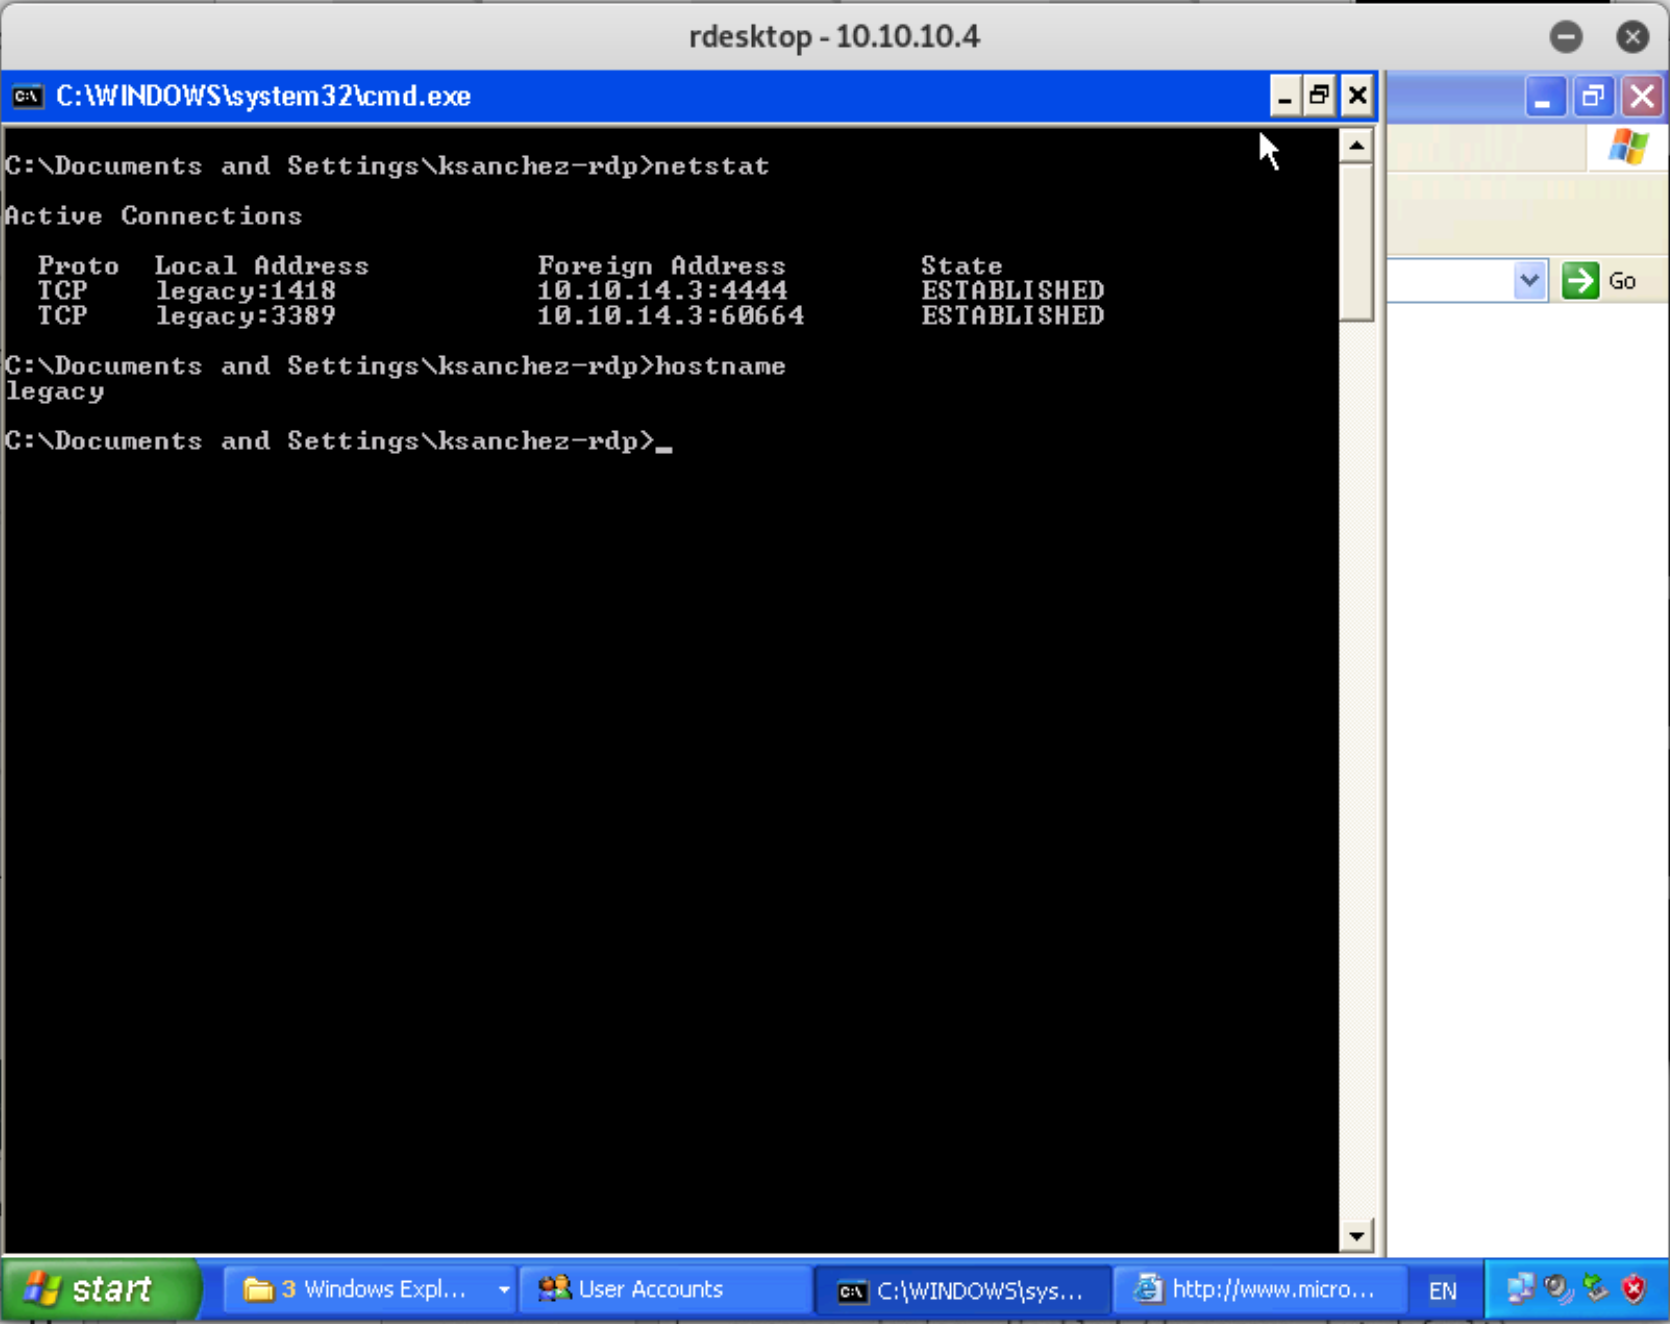 rdesktop - 10.10.10.4
C:\WINDOWS\system32\cmd.exe
C:\Documents and Settings\ksanchez-rdp>netstat
Active Connections
Proto Local Address Foreign Address State
TCP legacy:1418 10.10.14.3:4444 ESTABLISHED
TCP legacy:3389 10.10.14.3:60664 ESTABLISHED
C:\Documents and Settings\ksanchez-rdp>hostname
legacy
C:\Documents and Settings\ksanchez-rdp>_
Go
start 3 Windows Expl... User Accounts C:\WINDOWS\sys... http://www.micro... EN